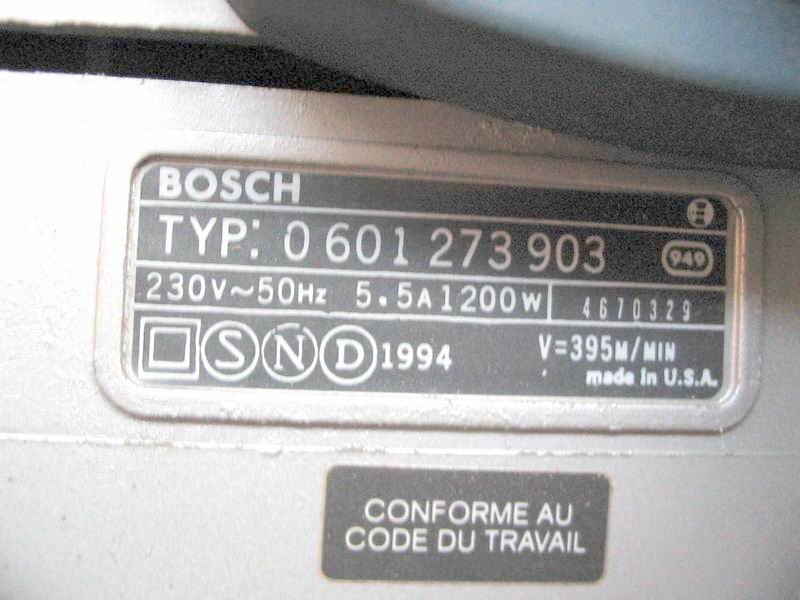 BOSCH
TYP: 0 601 273 903 949
230V~50Hz 5.5A 1200W 4670329
S N D 1994 V=395M/MIN
made in U.S.A.
CONFORME AU
CODE DU TRAVAIL